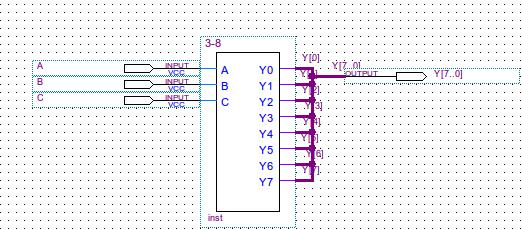 3-8
Y[0]
A INPUT VCC A Y0 Y[7..0] OUTPUT Y[7..0]
B INPUT VCC B Y1
C INPUT VCC C Y2
Y3
Y4
Y5
Y[6]
Y6
Y7
inst